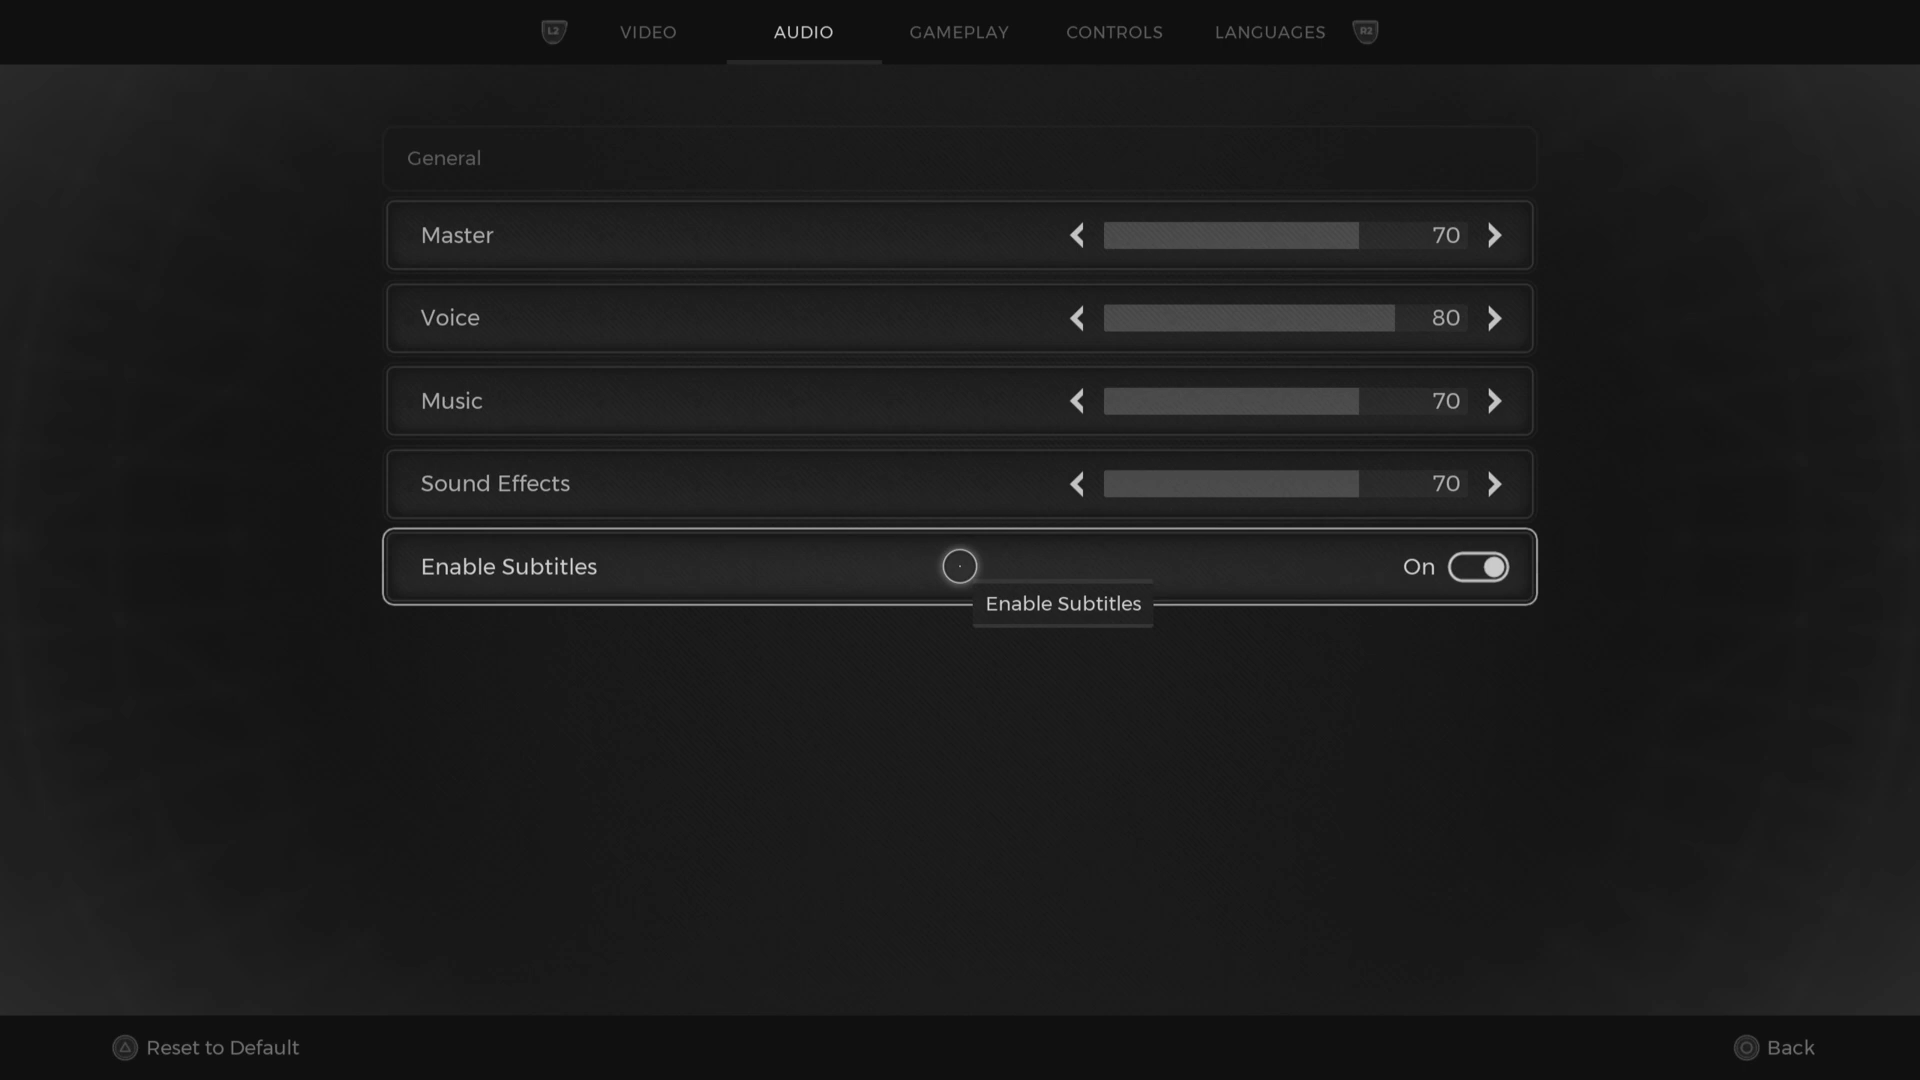 L2 VIDEO AUDIO GAMEPLAY CONTROLS LANGUAGES R2
General
Master 70
Voice 80
Music 70
Sound Effects 70
Enable Subtitles On
Enable Subtitles
Reset to Default Back